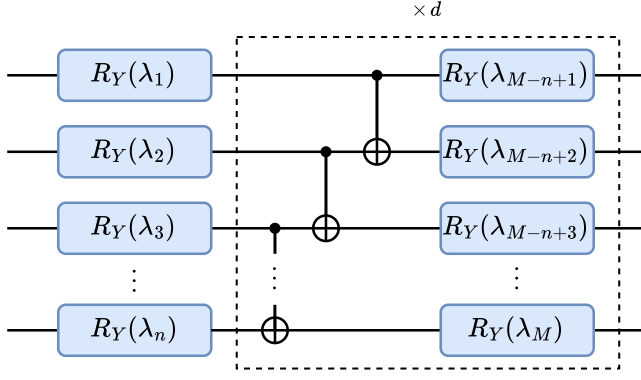 × d
R_Y(λ_1) R_Y(λ_{M−n+1})
R_Y(λ_2) R_Y(λ_{M−n+2})
R_Y(λ_3) R_Y(λ_{M−n+3})
⋮ ⋮ ⋮
R_Y(λ_n) R_Y(λ_M)